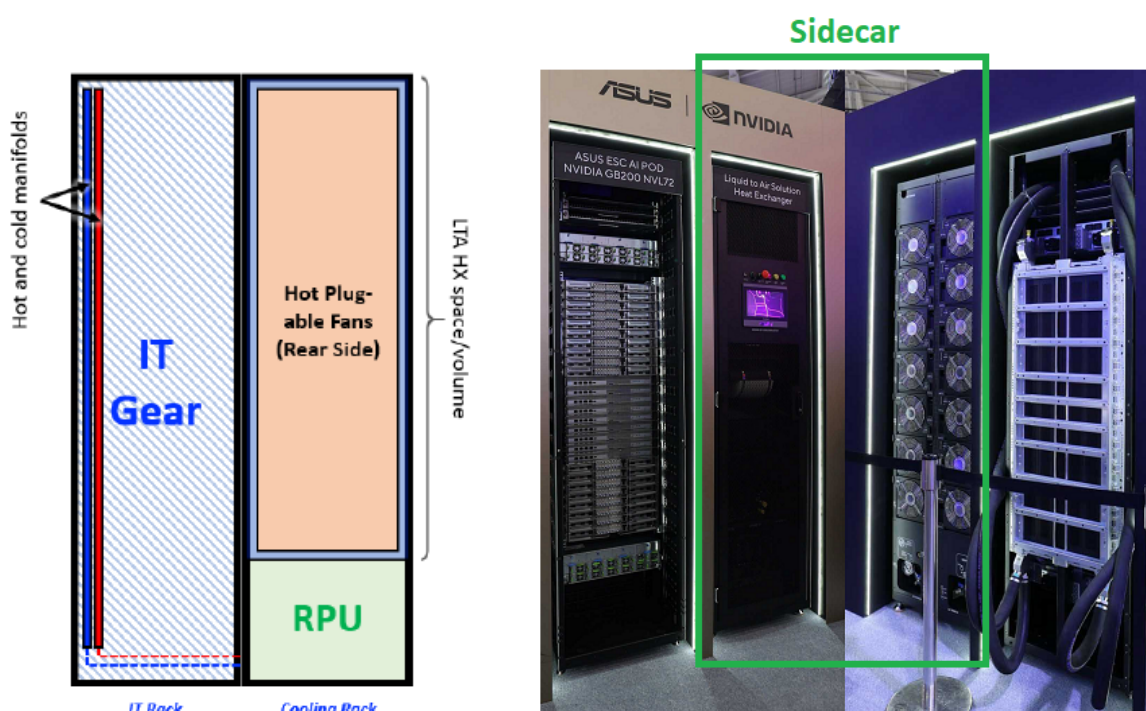 Sidecar
Hot and cold manifolds
IT
Gear
Hot Plug-
able Fans
(Rear Side)
LTA HX space/volume
RPU
IT Rack
Cooling Rack
ASUS
NVIDIA
ASUS ESC AI POD
NVIDIA GB200 NVL72
Liquid to Air Solution
Heat Exchanger